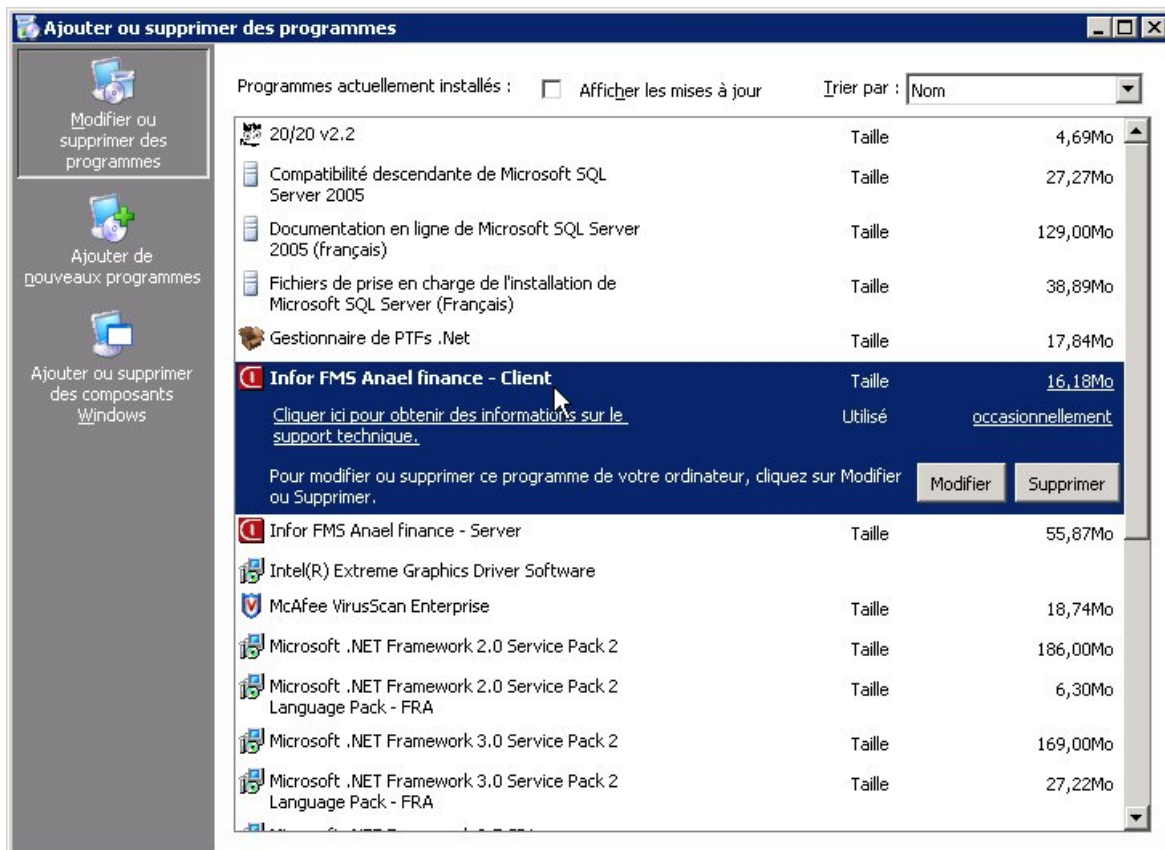 Ajouter ou supprimer des programmes
Modifier ou
supprimer des
programmes
Ajouter de
nouveaux programmes
Ajouter ou supprimer
des composants
Windows
Programmes actuellement installés : Afficher les mises à jour Trier par : Nom
20/20 v2.2 Taille 4,69Mo
Compatibilité descendante de Microsoft SQL Taille 27,27Mo
Server 2005
Documentation en ligne de Microsoft SQL Server Taille 129,00Mo
2005 (français)
Fichiers de prise en charge de l'installation de Taille 38,89Mo
Microsoft SQL Server (Français)
Gestionnaire de PTFs .Net Taille 17,84Mo
Infor FMS Anael finance - Client Taille 16,18Mo
Cliquer ici pour obtenir des informations sur le Utilisé occasionnellement
support technique.
Pour modifier ou supprimer ce programme de votre ordinateur, cliquez sur Modifier Modifier Supprimer
ou Supprimer.
Infor FMS Anael finance - Server Taille 55,87Mo
Intel(R) Extreme Graphics Driver Software
McAfee VirusScan Enterprise Taille 18,74Mo
Microsoft .NET Framework 2.0 Service Pack 2 Taille 186,00Mo
Microsoft .NET Framework 2.0 Service Pack 2 Taille 6,30Mo
Language Pack - FRA
Microsoft .NET Framework 3.0 Service Pack 2 Taille 169,00Mo
Microsoft .NET Framework 3.0 Service Pack 2 Taille 27,22Mo
Language Pack - FRA